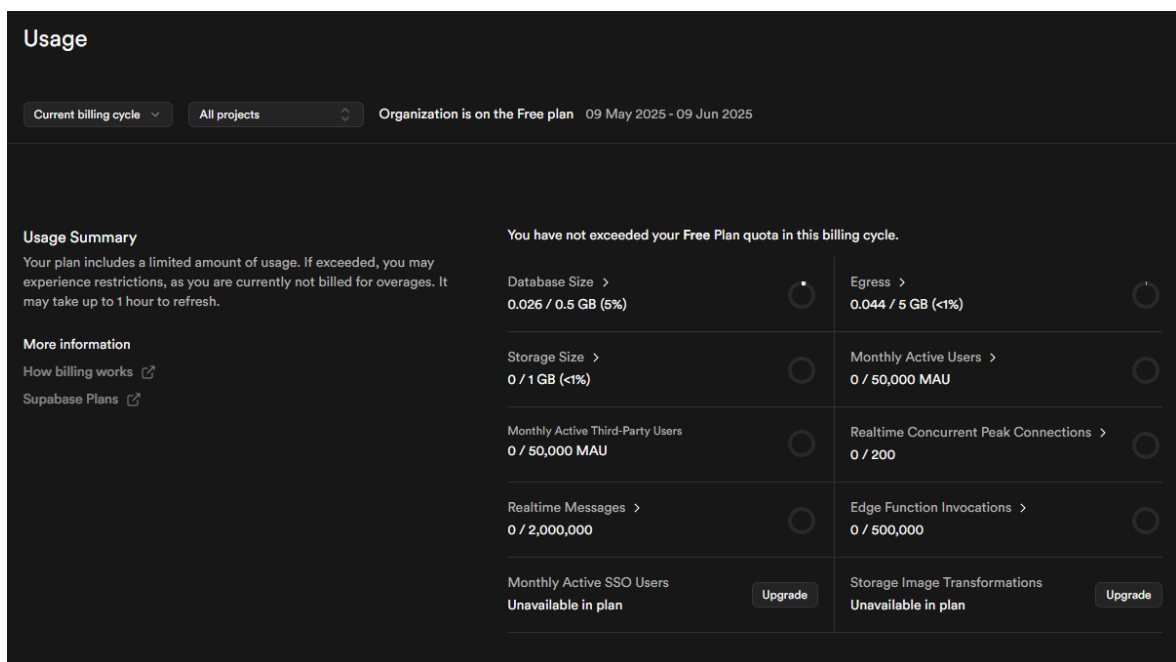 Usage
Current billing cycle
All projects
Organization is on the Free plan 09 May 2025 - 09 Jun 2025
Usage Summary
Your plan includes a limited amount of usage. If exceeded, you may
experience restrictions, as you are currently not billed for overages. It
may take up to 1 hour to refresh.
More information
How billing works
Supabase Plans
You have not exceeded your Free Plan quota in this billing cycle.
Database Size
0.026 / 0.5 GB (5%)
Egress
0.044 / 5 GB (<1%)
Storage Size
0 / 1 GB (<1%)
Monthly Active Users
0 / 50,000 MAU
Monthly Active Third-Party Users
0 / 50,000 MAU
Realtime Concurrent Peak Connections
0 / 200
Realtime Messages
0 / 2,000,000
Edge Function Invocations
0 / 500,000
Monthly Active SSO Users
Unavailable in plan
Upgrade
Storage Image Transformations
Unavailable in plan
Upgrade